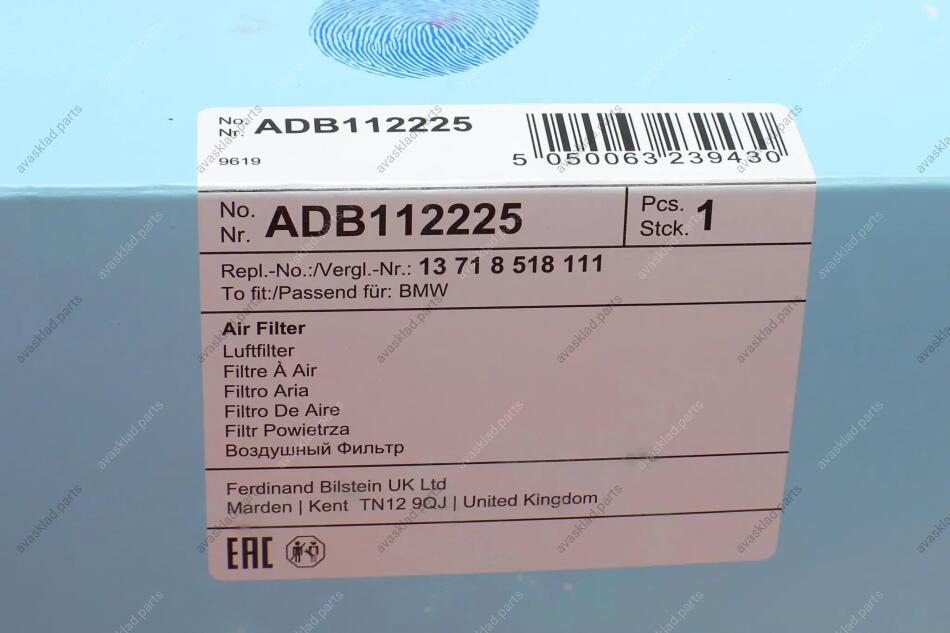 No.
Nr. ADB112225
9619
5 050063 239430
No.
Nr. ADB112225
Pcs.
Stck. 1
Repl.-No.:/Vergl.-Nr.: 13 71 8 518 111
To fit:/Passend für: BMW
Air Filter
Luftfilter
Filtre À Air
Filtro Aria
Filtro De Aire
Filtr Powietrza
Воздушный Фильтр
Ferdinand Bilstein UK Ltd
Marden | Kent TN12 9QJ | United Kingdom
EAC
avasklad.parts